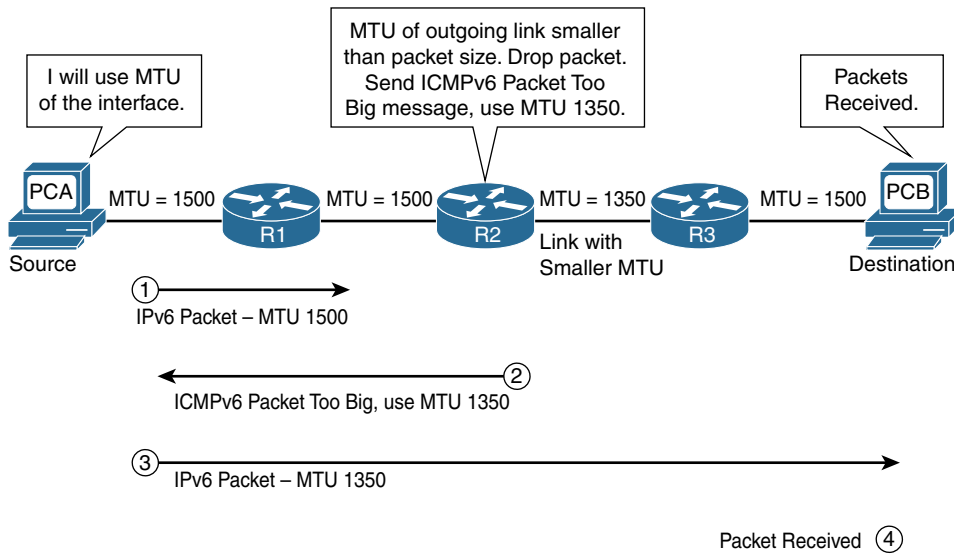 I will use MTU
of the interface.
MTU of outgoing link smaller
than packet size. Drop packet.
Send ICMPv6 Packet Too
Big message, use MTU 1350.
Packets
Received.
PCA
MTU = 1500
R1
MTU = 1500
R2
MTU = 1350
R3
MTU = 1500
PCB
Source
Link with
Smaller MTU
Destination
1
IPv6 Packet – MTU 1500
2
ICMPv6 Packet Too Big, use MTU 1350
3
IPv6 Packet – MTU 1350
Packet Received 4